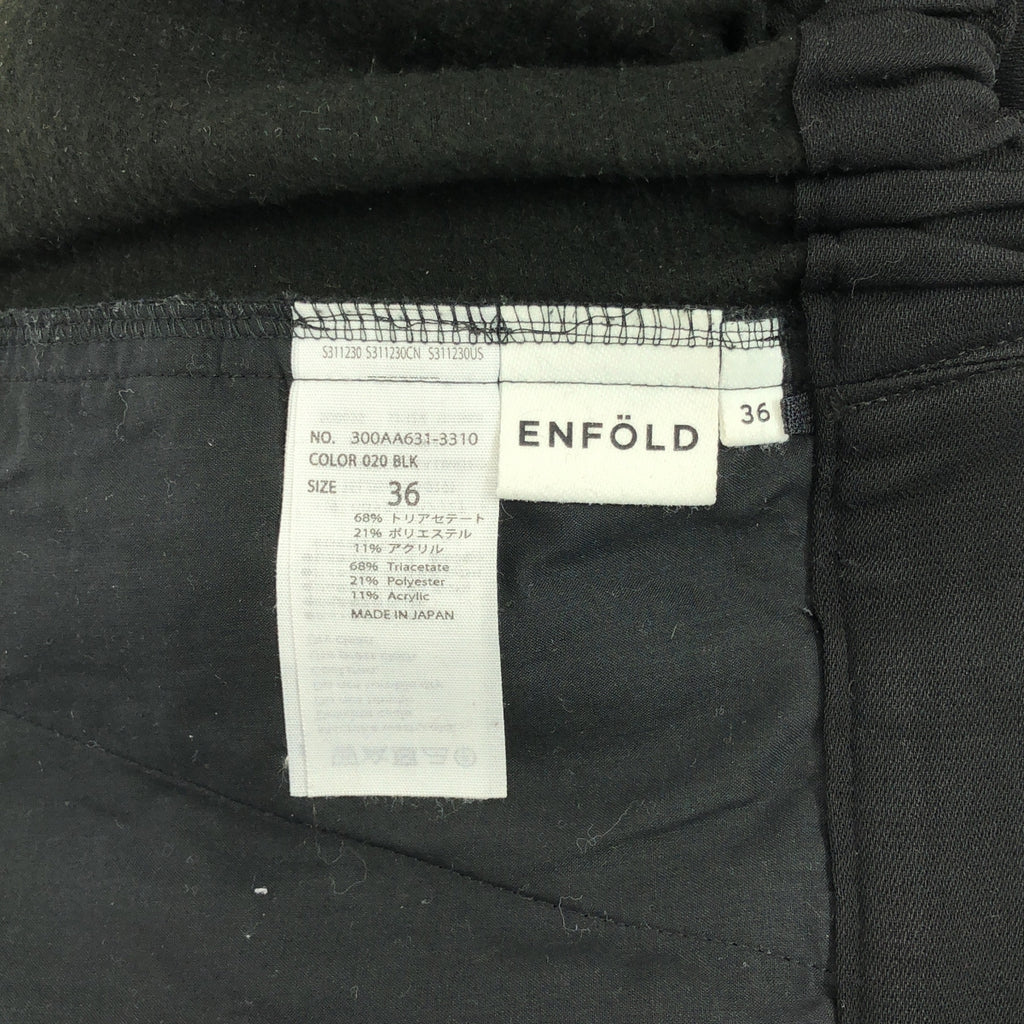 S311230 S311230CN S311230US
NO. 300AA631-3310
COLOR 020 BLK
SIZE 36
68% トリアセテート
21% ポリエステル
11% アクリル
68% Triacetate
21% Polyester
11% Acrylic
MADE IN JAPAN
ENFÖLD
36